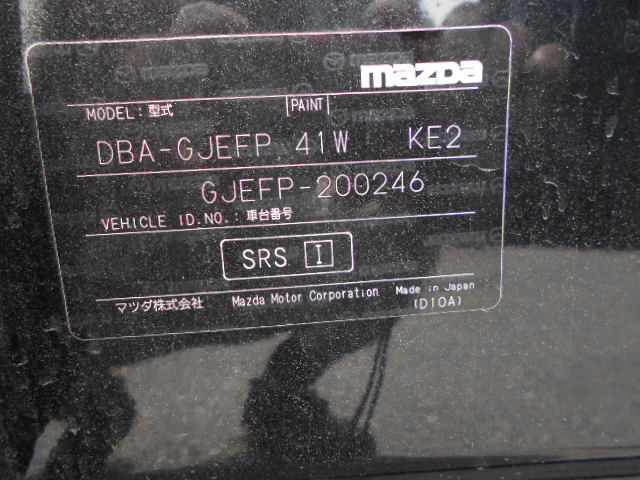 mazda
MODEL: 型式 PAINT
DBA-GJEFP 41W KE2
GJEFP-200246
VEHICLE ID.NO.: 車台番号
SRS I
マツダ株式会社 Mazda Motor Corporation Made in Japan
(D10A)